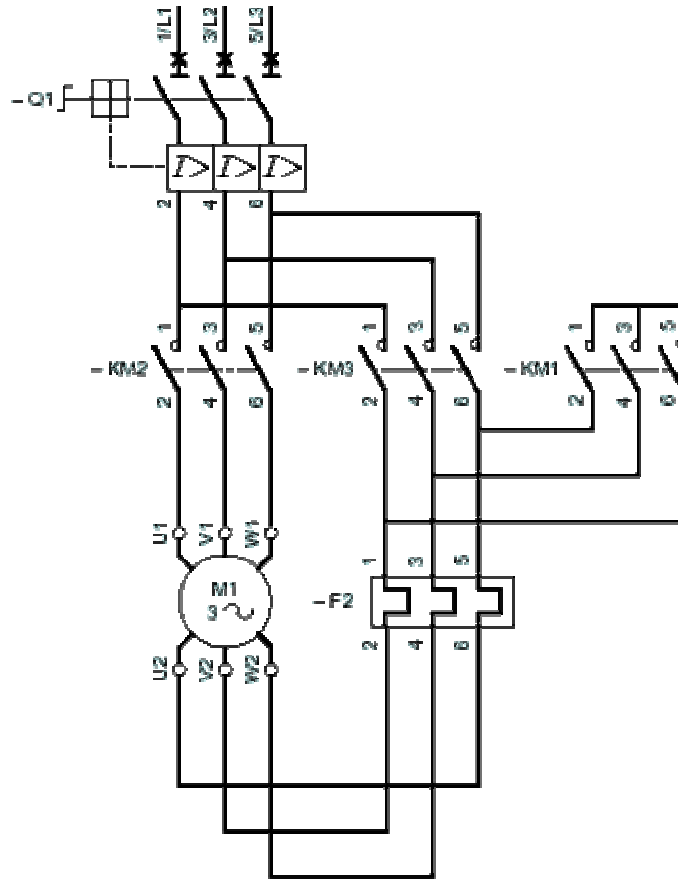 1/L1 3/L2 5/L3
– Q1
I> I> I>
2 4 6
1 3 5 1 3 5 1 3 5
– KM2 – KM3 – KM1
2 4 6 2 4 6 2 4 6
U1 V1 W1
1 3 5
M1
3 ~
– F2
2 4 6
U2 V2 W2